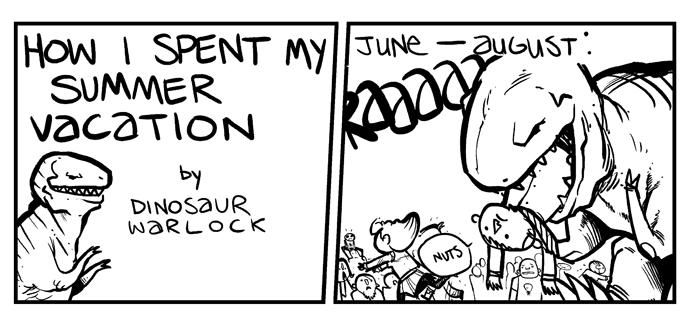 HOW I SPENT MY
SUMMER
VACATION
by
DINOSAUR
WARLOCK
JUNE — AUGUST:
RAAAAA
NUTS